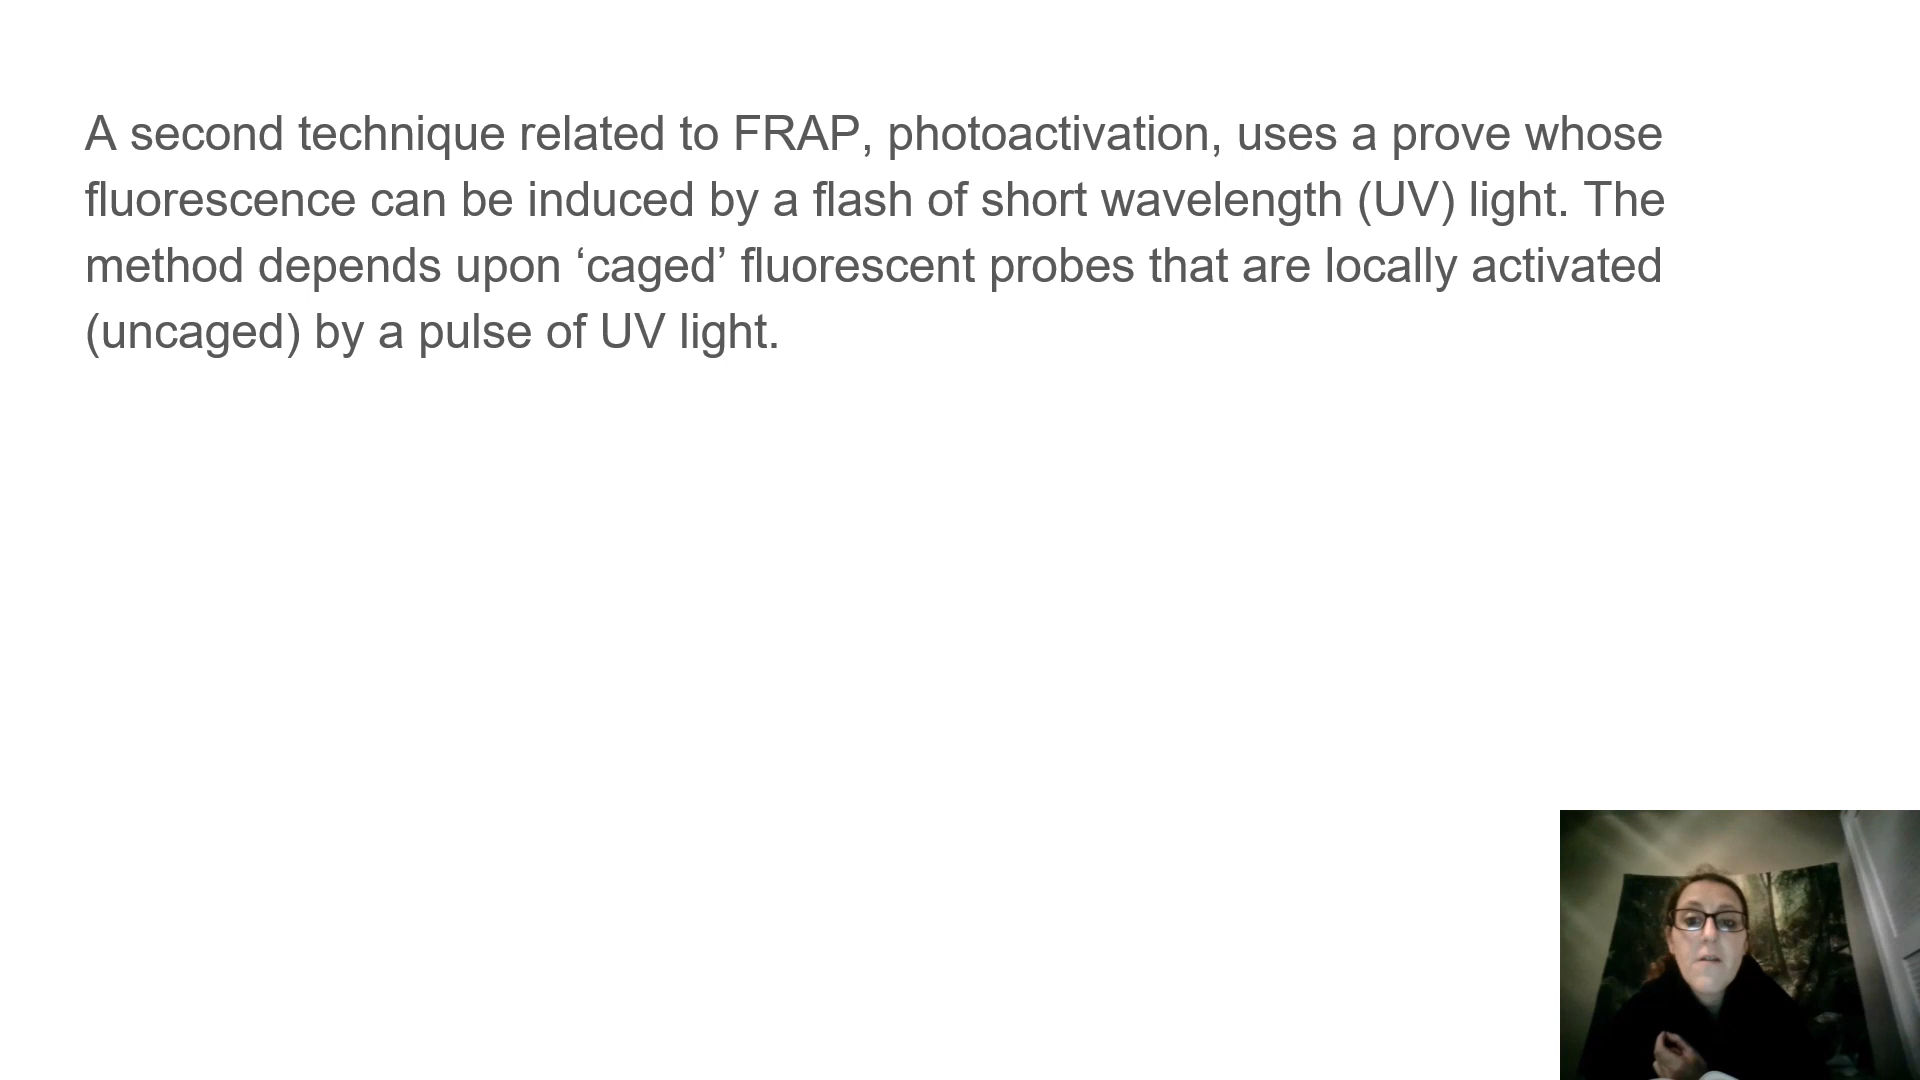 A second technique related to FRAP, photoactivation, uses a prove whose
fluorescence can be induced by a flash of short wavelength (UV) light. The
method depends upon ‘caged’ fluorescent probes that are locally activated
(uncaged) by a pulse of UV light.